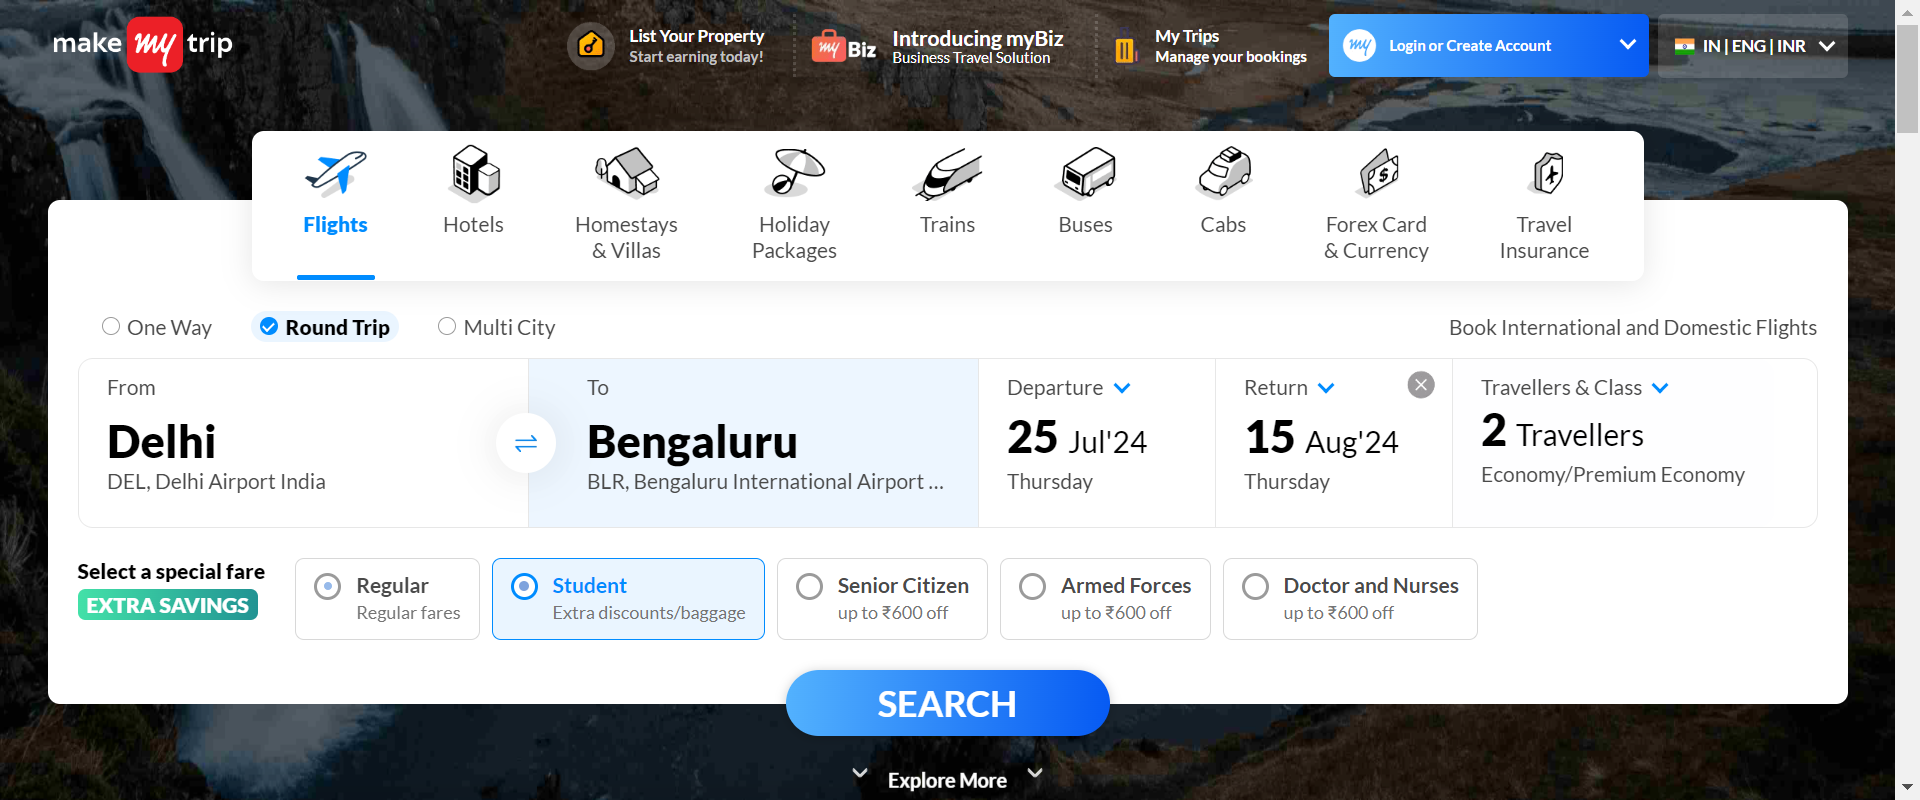 make my trip
List Your Property
Start earning today!
my Biz
Introducing myBiz
Business Travel Solution
My Trips
Manage your bookings
my
Login or Create Account
IN | ENG | INR
Flights
Hotels
Homestays
& Villas
Holiday
Packages
Trains
Buses
Cabs
Forex Card
& Currency
Travel
Insurance
One Way
Round Trip
Multi City
Book International and Domestic Flights
From
Delhi
DEL, Delhi Airport India
To
Bengaluru
BLR, Bengaluru International Airport ...
Departure
25 Jul'24
Thursday
Return
15 Aug'24
Thursday
Travellers & Class
2 Travellers
Economy/Premium Economy
Select a special fare
EXTRA SAVINGS
Regular
Regular fares
Student
Extra discounts/baggage
Senior Citizen
up to ₹600 off
Armed Forces
up to ₹600 off
Doctor and Nurses
up to ₹600 off
SEARCH
Explore More